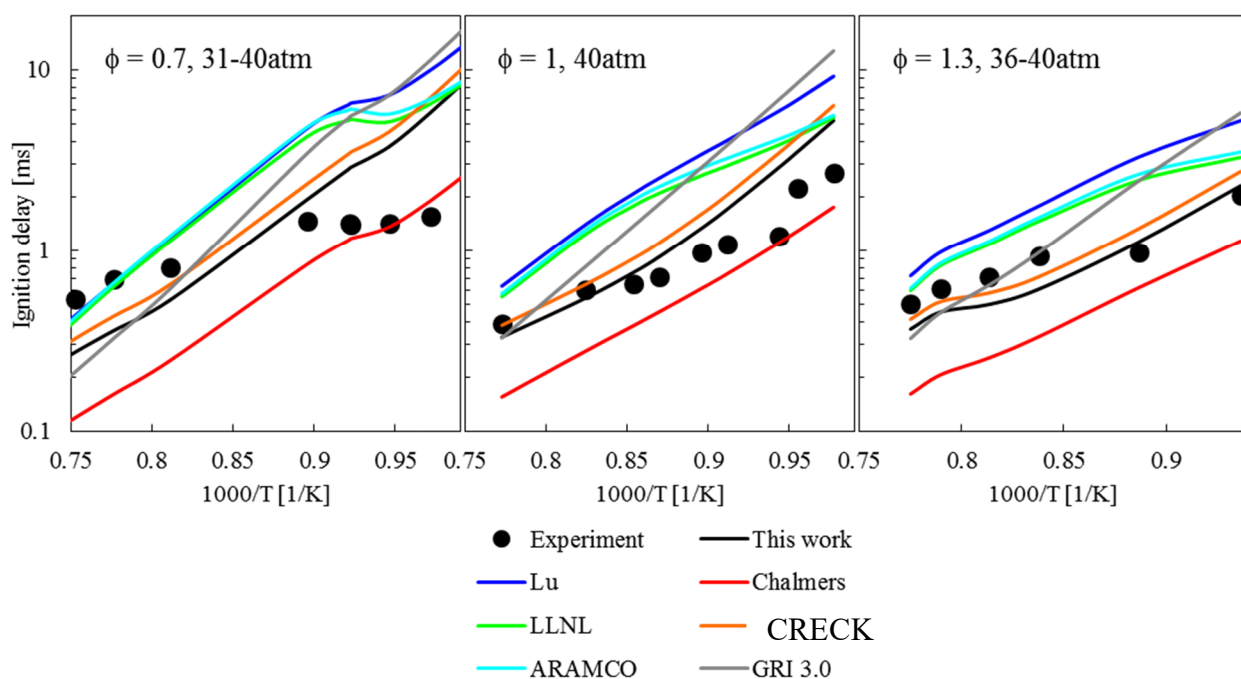 ϕ = 0.7, 31-40atm
ϕ = 1, 40atm
ϕ = 1.3, 36-40atm
10
1
0.1
Ignition delay [ms]
0.75 0.8 0.85 0.9 0.95 0.75 0.8 0.85 0.9 0.95 0.75 0.8 0.85 0.9
1000/T [1/K] 1000/T [1/K] 1000/T [1/K]
Experiment This work
Lu Chalmers
LLNL CRECK
ARAMCO GRI 3.0